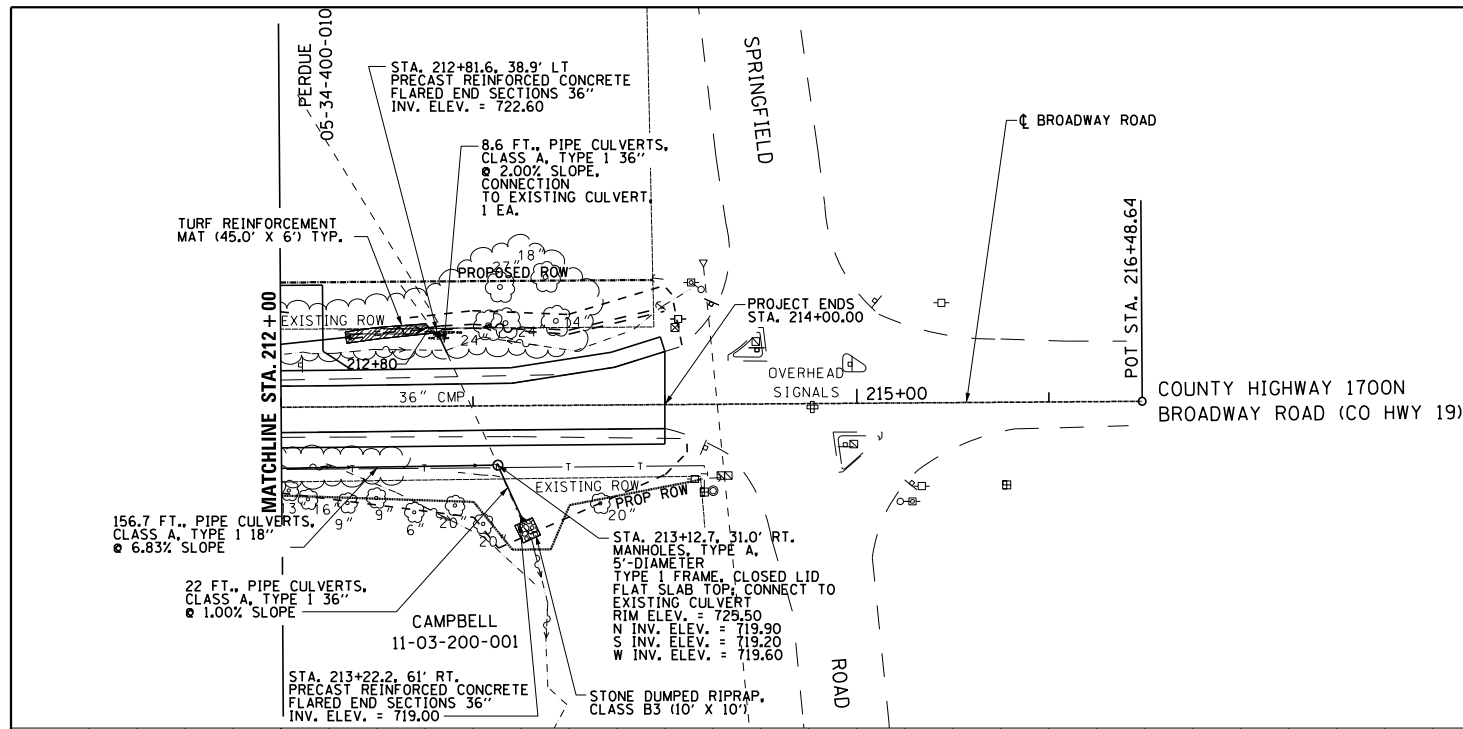 PERDUE
05-34-400-010
STA. 212+81.6, 38.9' LT
PRECAST REINFORCED CONCRETE
FLARED END SECTIONS 36"
INV. ELEV. = 722.60
SPRINGFIELD
℄ BROADWAY ROAD
8.6 FT., PIPE CULVERTS,
CLASS A, TYPE 1 36"
@ 2.00% SLOPE,
CONNECTION
TO EXISTING CULVERT,
1 EA.
TURF REINFORCEMENT
MAT (45.0' X 6') TYP.
18"
27"
PROPOSED ROW
POT STA. 216+48.64
MATCHLINE STA. 212+00
EXISTING ROW
24"
24"
14"
PROJECT ENDS
STA. 214+00.00
212+80
OVERHEAD
SIGNALS
36" CMP
215+00
COUNTY HIGHWAY 1700N
BROADWAY ROAD (CO HWY 19)
T
T
T
T
EXISTING ROW
PROP ROW
13"
16"
9"
9"
6"
20"
20"
20"
156.7 FT., PIPE CULVERTS,
CLASS A, TYPE 1 18"
@ 6.83% SLOPE
STA. 213+12.7, 31.0' RT.
MANHOLES, TYPE A,
5'-DIAMETER
TYPE 1 FRAME, CLOSED LID
FLAT SLAB TOP; CONNECT TO
EXISTING CULVERT
RIM ELEV. = 725.50
N INV. ELEV. = 719.90
S INV. ELEV. = 719.20
W INV. ELEV. = 719.60
22 FT., PIPE CULVERTS,
CLASS A, TYPE 1 36"
@ 1.00% SLOPE
CAMPBELL
11-03-200-001
ROAD
STA. 213+22.2, 61' RT.
PRECAST REINFORCED CONCRETE
FLARED END SECTIONS 36"
INV. ELEV. = 719.00
STONE DUMPED RIPRAP,
CLASS B3 (10' X 10')